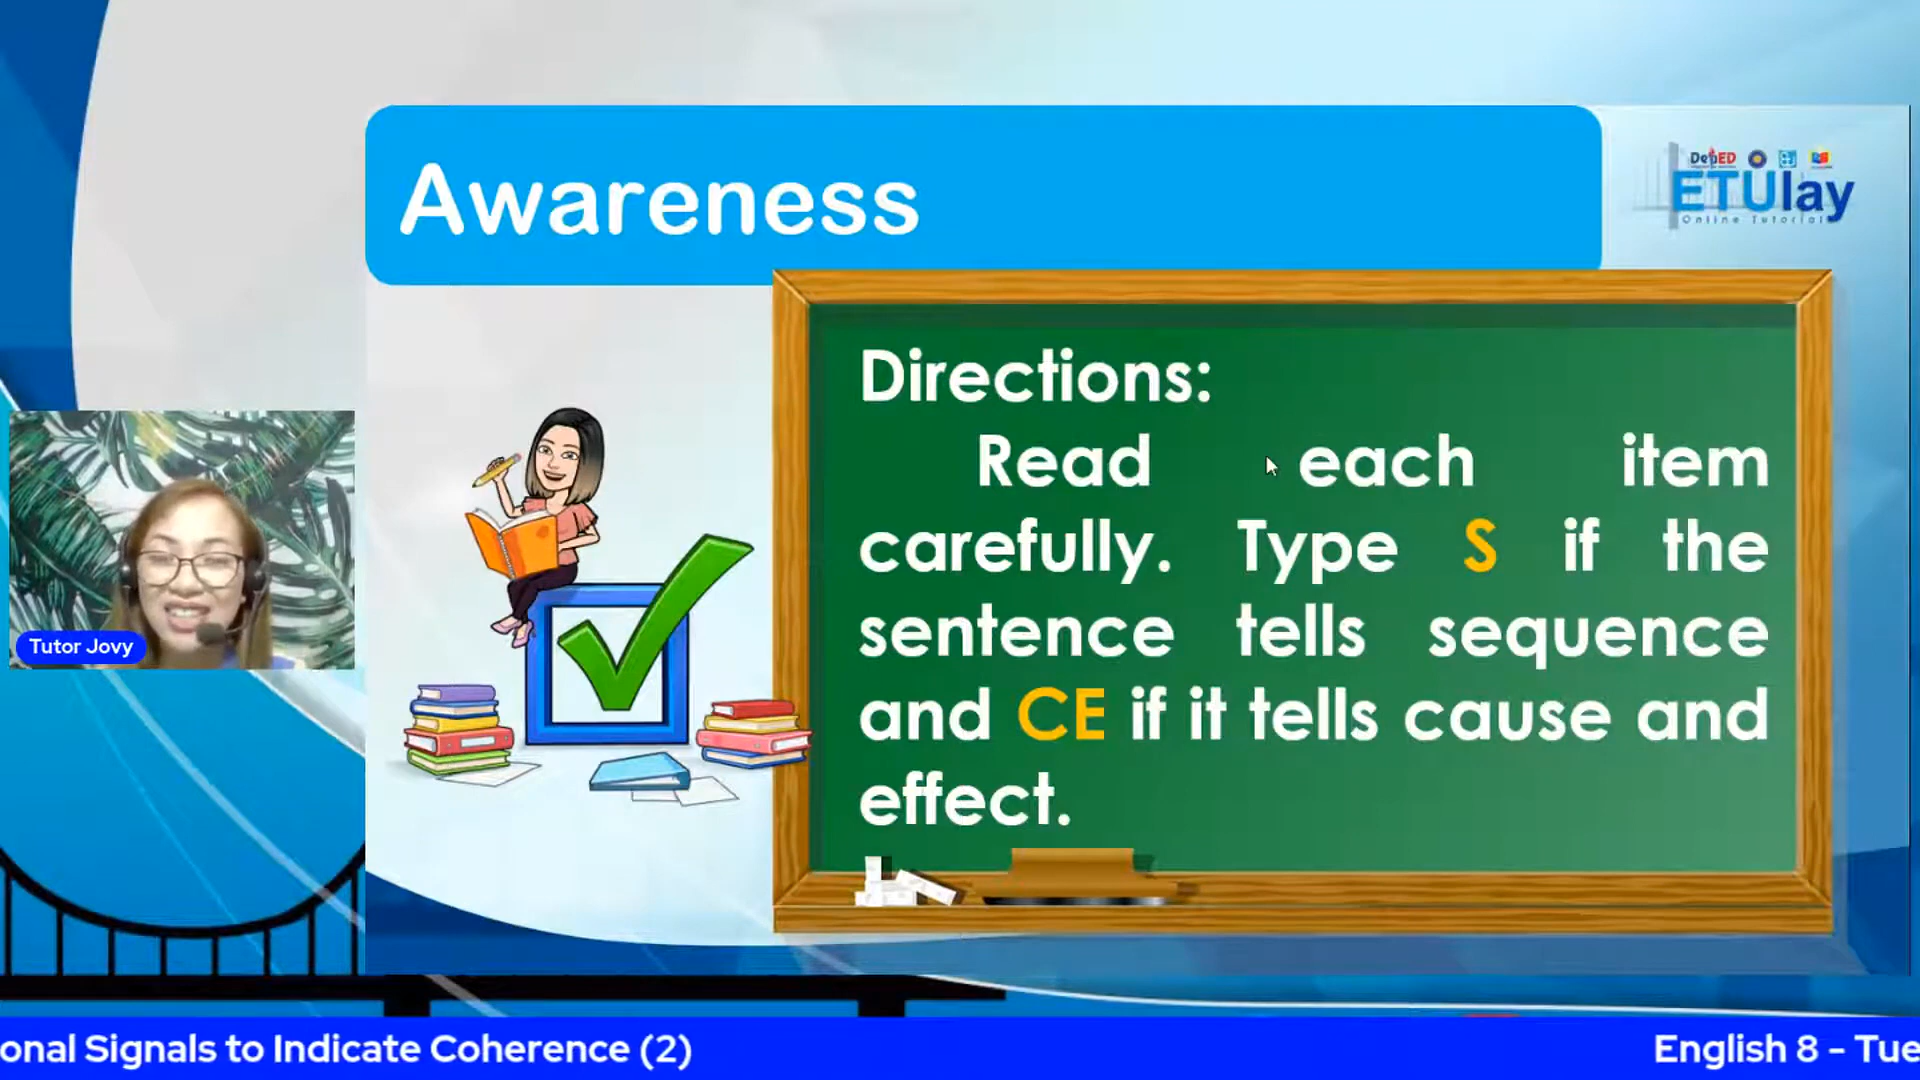 Awareness
DepED
ETUlay
Online Tutorial
Directions:
Read each item
carefully. Type S if the
sentence tells sequence
and CE if it tells cause and
effect.
Tutor Jovy
onal Signals to Indicate Coherence (2)
English 8 - Tue